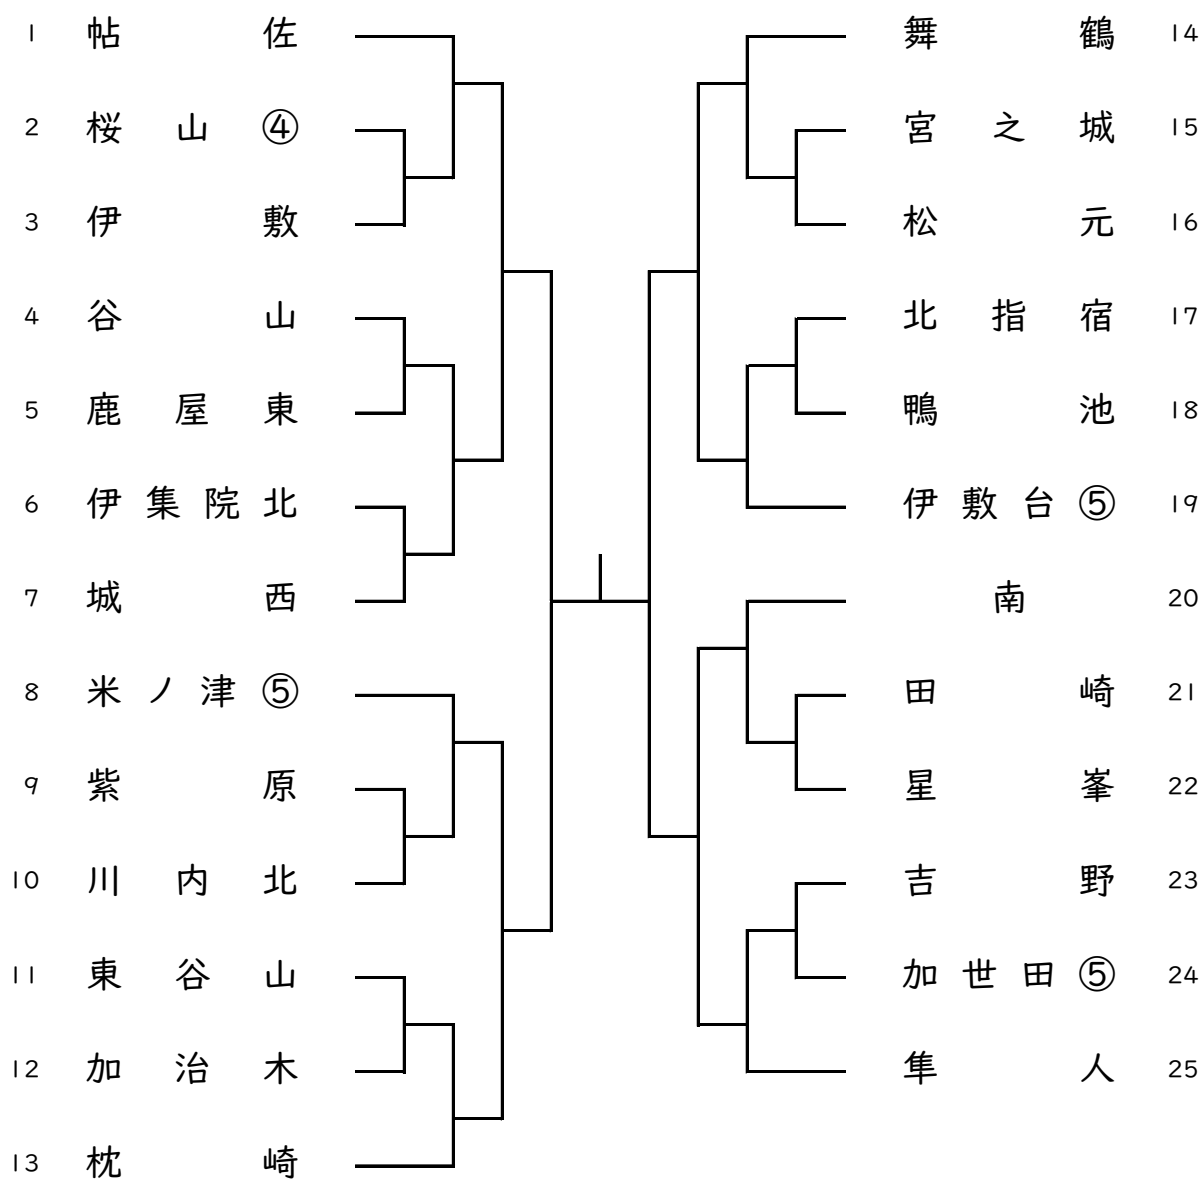 1 帖佐
2 桜山④
3 伊敷
4 谷山
5 鹿屋東
6 伊集院北
7 城西
8 米ノ津⑤
9 紫原
10 川内北
11 東谷山
12 加治木
13 枕崎
舞鶴 14
宮之城 15
松元 16
北指宿 17
鴨池 18
伊敷台⑤ 19
南 20
田崎 21
星峯 22
吉野 23
加世田⑤ 24
隼人 25